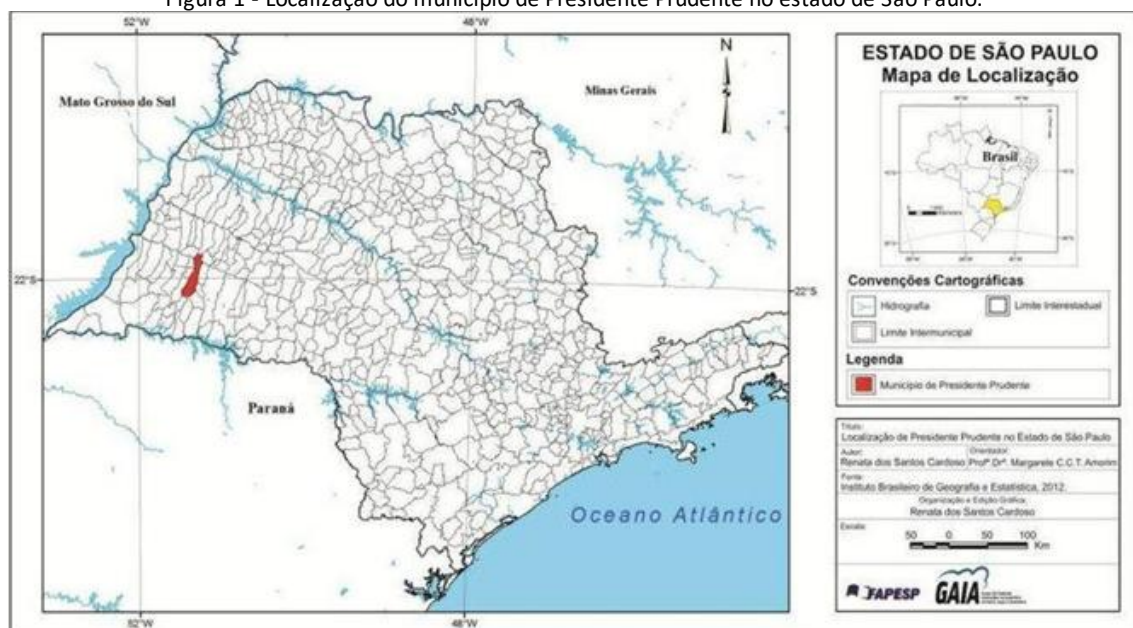 Figura 1 - Localização do município de Presidente Prudente no estado de São Paulo.
52°W
48°W
N
Mato Grosso do Sul
Minas Gerais
22°S
22°S
Paraná
Oceano Atlântico
52°W
48°W
ESTADO DE SÃO PAULO
Mapa de Localização
Brasil
Convenções Cartográficas
Hidrografia
Limite Interestadual
Limite Intermunicipal
Legenda
Município de Presidente Prudente
Título:
Localização de Presidente Prudente no Estado de São Paulo
Autor:
Orientador:
Renata dos Santos Cardoso
Profª Drª. Margarete C.C.T. Amorim
Fonte:
Instituto Brasileiro de Geografia e Estatística, 2012.
Organização e Edição Gráfica:
Renata dos Santos Cardoso
Escala:
50 0 50 100
Km
FAPESP
GAIA